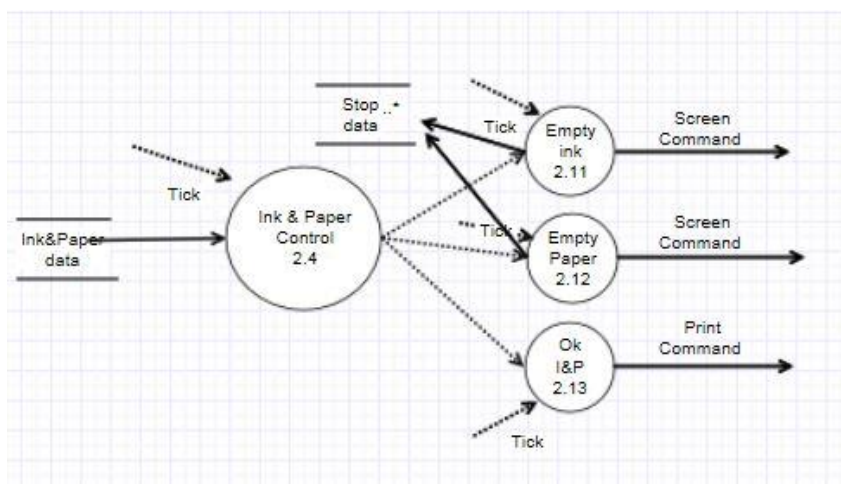 Stop ..*
data
Tick
Ink&Paper
data
Ink & Paper
Control
2.4
Tick
Empty
ink
2.11
Screen
Command
Tick
Empty
Paper
2.12
Screen
Command
Ok
I&P
2.13
Print
Command
Tick